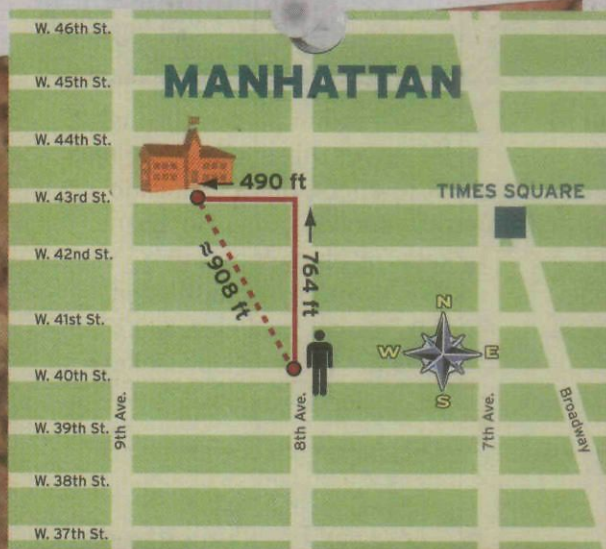 W. 46th St.
W. 45th St.
MANHATTAN
W. 44th St.
490 ft
W. 43rd St.
TIMES SQUARE
W. 42nd St.
≈908 ft
764 ft
W. 41st St.
N
W
E
S
W. 40th St.
9th Ave.
8th Ave.
7th Ave.
Broadway
W. 39th St.
W. 38th St.
W. 37th St.